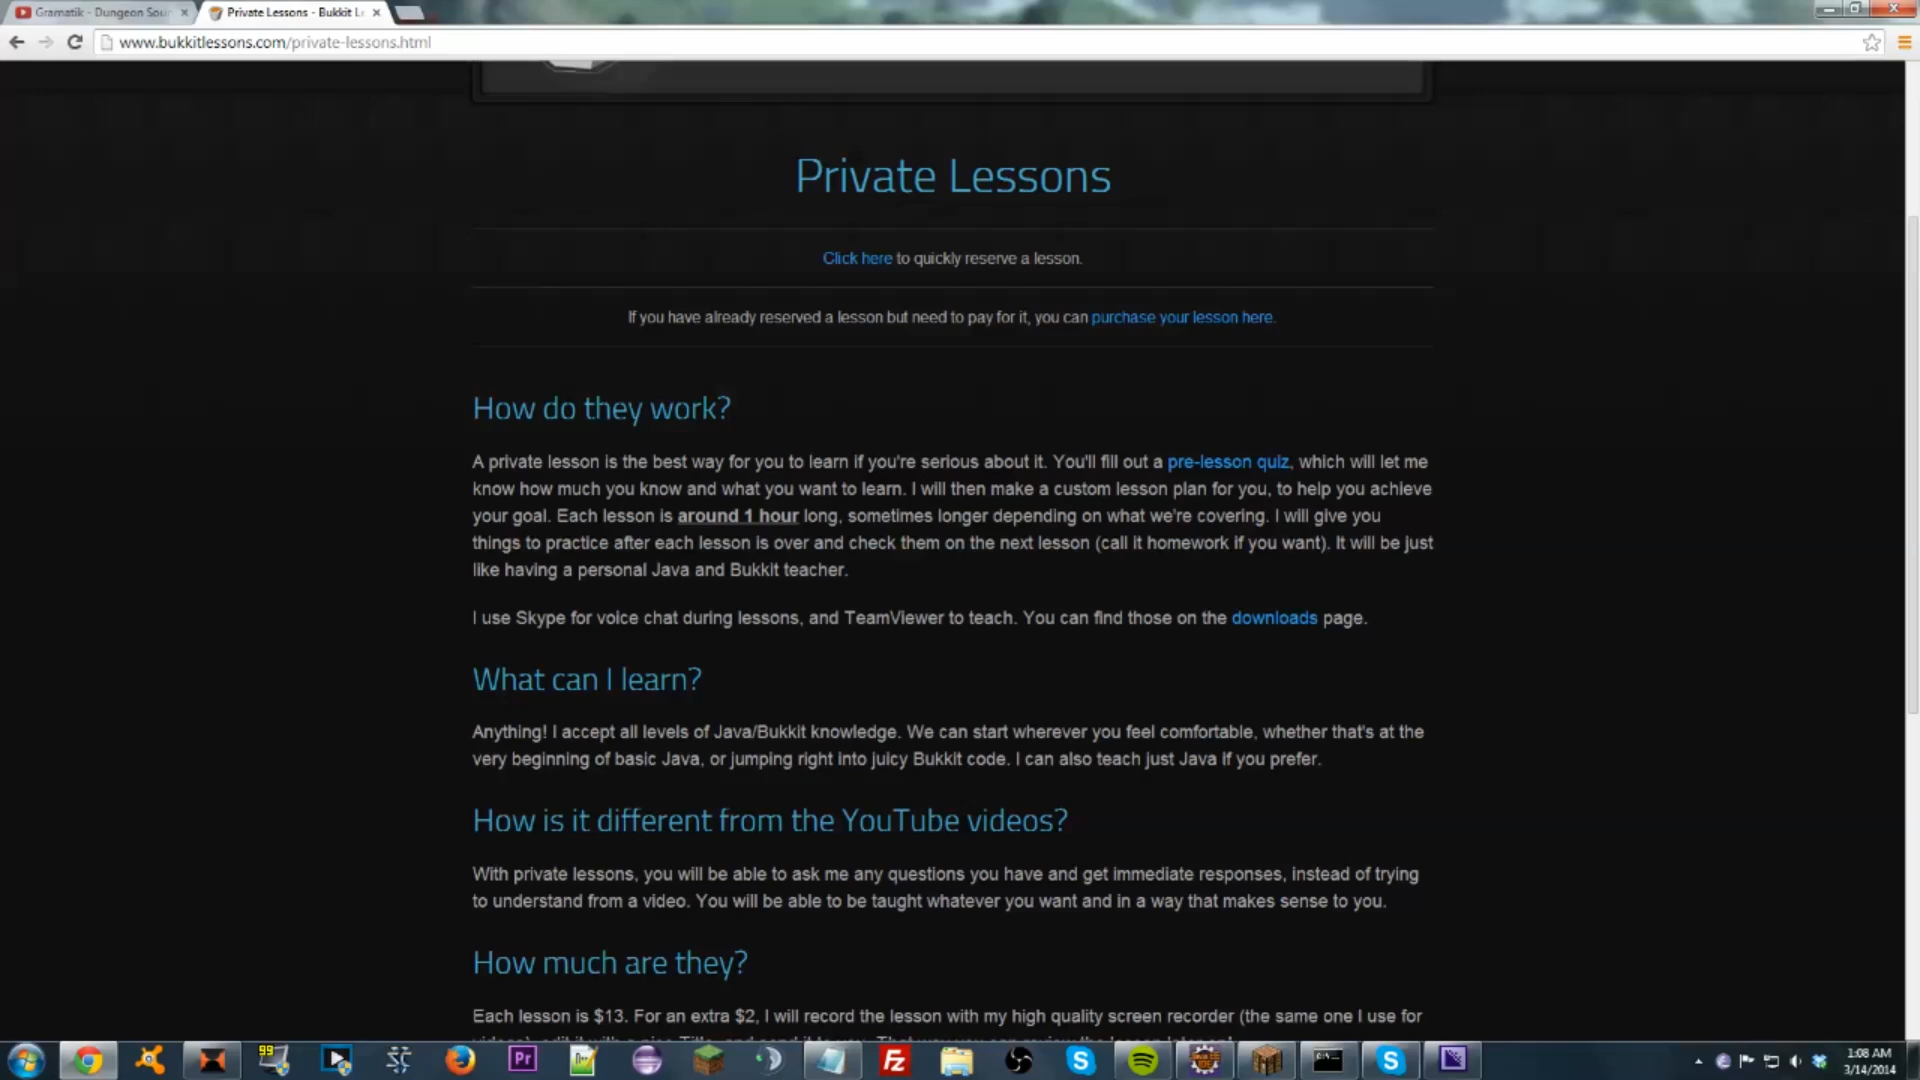 Gramatik - Dungeon Soun
Private Lessons - Bukkit Le
www.bukkitlessons.com/private-lessons.html
Private Lessons
Click here to quickly reserve a lesson.
If you have already reserved a lesson but need to pay for it, you can purchase your lesson here.
How do they work?
A private lesson is the best way for you to learn if you're serious about it. You'll fill out a pre-lesson quiz, which will let me
know how much you know and what you want to learn. I will then make a custom lesson plan for you, to help you achieve
your goal. Each lesson is around 1 hour long, sometimes longer depending on what we're covering. I will give you
things to practice after each lesson is over and check them on the next lesson (call it homework if you want). It will be just
like having a personal Java and Bukkit teacher.
I use Skype for voice chat during lessons, and TeamViewer to teach. You can find those on the downloads page.
What can I learn?
Anything! I accept all levels of Java/Bukkit knowledge. We can start wherever you feel comfortable, whether that's at the
very beginning of basic Java, or jumping right into juicy Bukkit code. I can also teach just Java if you prefer.
How is it different from the YouTube videos?
With private lessons, you will be able to ask me any questions you have and get immediate responses, instead of trying
to understand from a video. You will be able to be taught whatever you want and in a way that makes sense to you.
How much are they?
Each lesson is $13. For an extra $2, I will record the lesson with my high quality screen recorder (the same one I use for
99
Pr
Fz
1:08 AM
3/14/2014